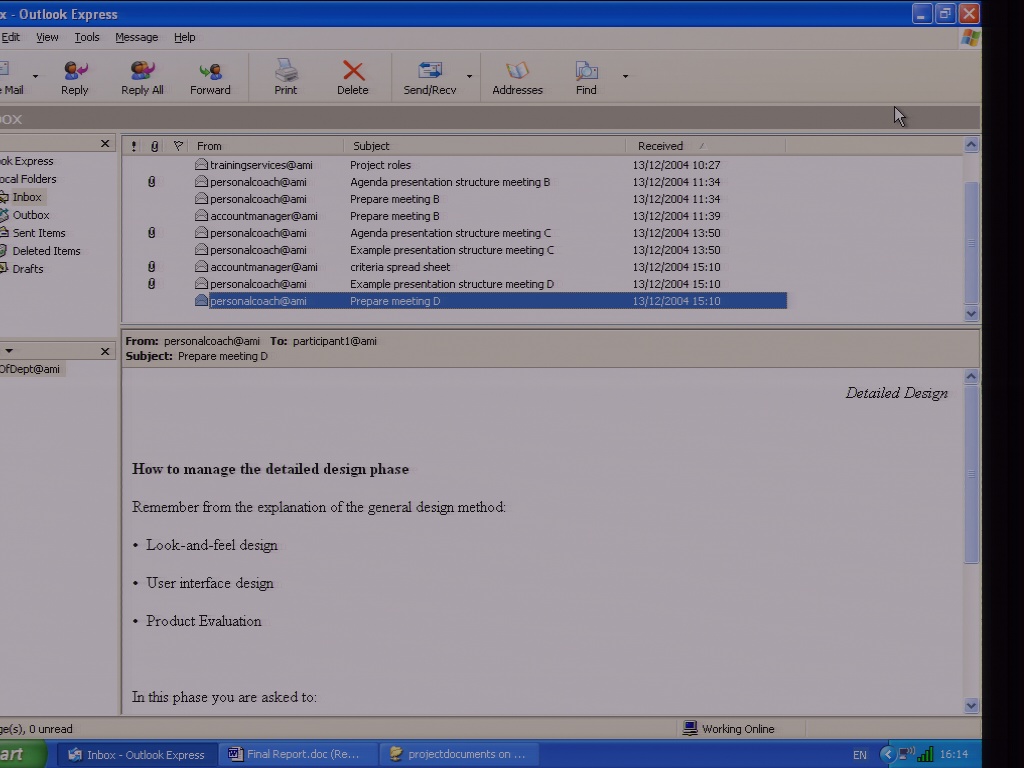 x - Outlook Express
Edit View Tools Message Help
Mail Reply Reply All Forward Print Delete Send/Recv Addresses Find
ox
! From Subject Received
ok Express
ocal Folders
Inbox
Outbox
Sent Items
Deleted Items
Drafts
trainingservices@ami Project roles 13/12/2004 10:27
personalcoach@ami Agenda presentation structure meeting B 13/12/2004 11:34
personalcoach@ami Prepare meeting B 13/12/2004 11:34
accountmanager@ami Prepare meeting B 13/12/2004 11:39
personalcoach@ami Agenda presentation structure meeting C 13/12/2004 13:50
personalcoach@ami Example presentation structure meeting C 13/12/2004 13:50
accountmanager@ami criteria spread sheet 13/12/2004 15:10
personalcoach@ami Example presentation structure meeting D 13/12/2004 15:10
personalcoach@ami Prepare meeting D 13/12/2004 15:10
OfDept@ami
From: personalcoach@ami To: participant1@ami
Subject: Prepare meeting D
Detailed Design
How to manage the detailed design phase
Remember from the explanation of the general design method:
• Look-and-feel design
• User interface design
• Product Evaluation
In this phase you are asked to:
ge(s), 0 unread Working Online
art Inbox - Outlook Express Final Report.doc (Re... projectdocuments on ... EN 16:14